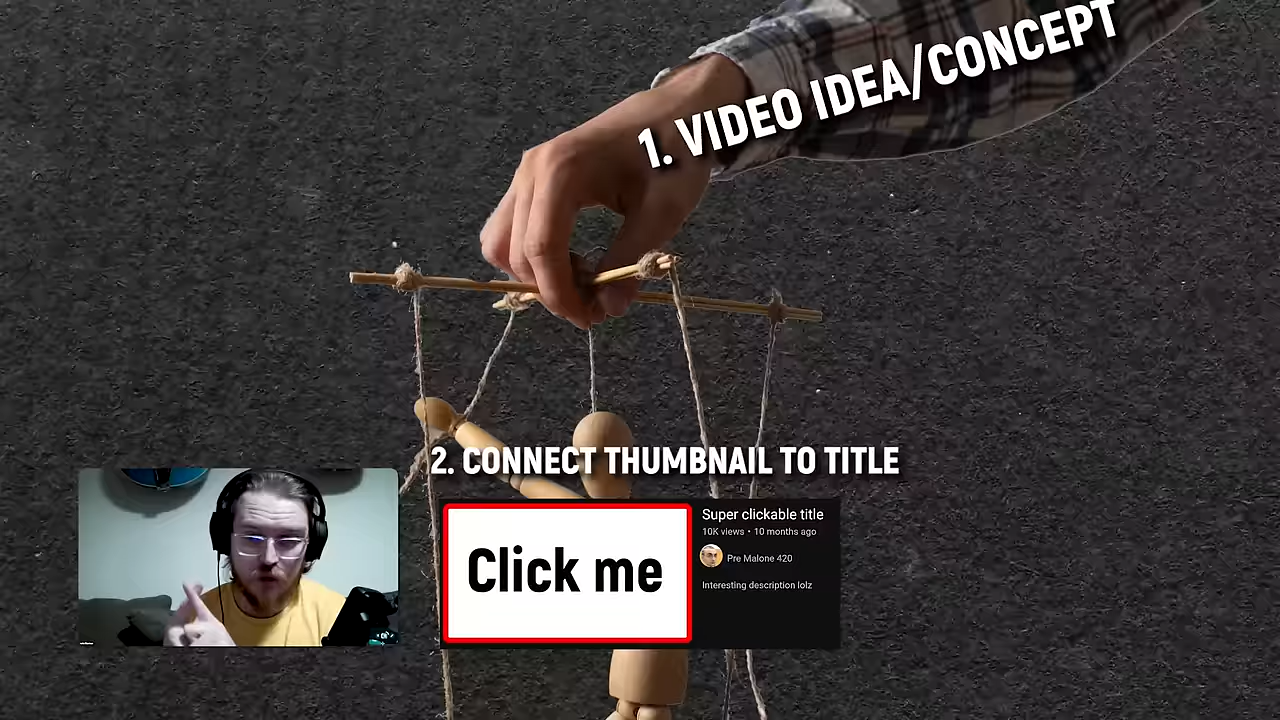 1. VIDEO IDEA/CONCEPT
2. CONNECT THUMBNAIL TO TITLE
Click me
Super clickable title
10K views • 10 months ago
Pre Malone 420
Interesting description lolz